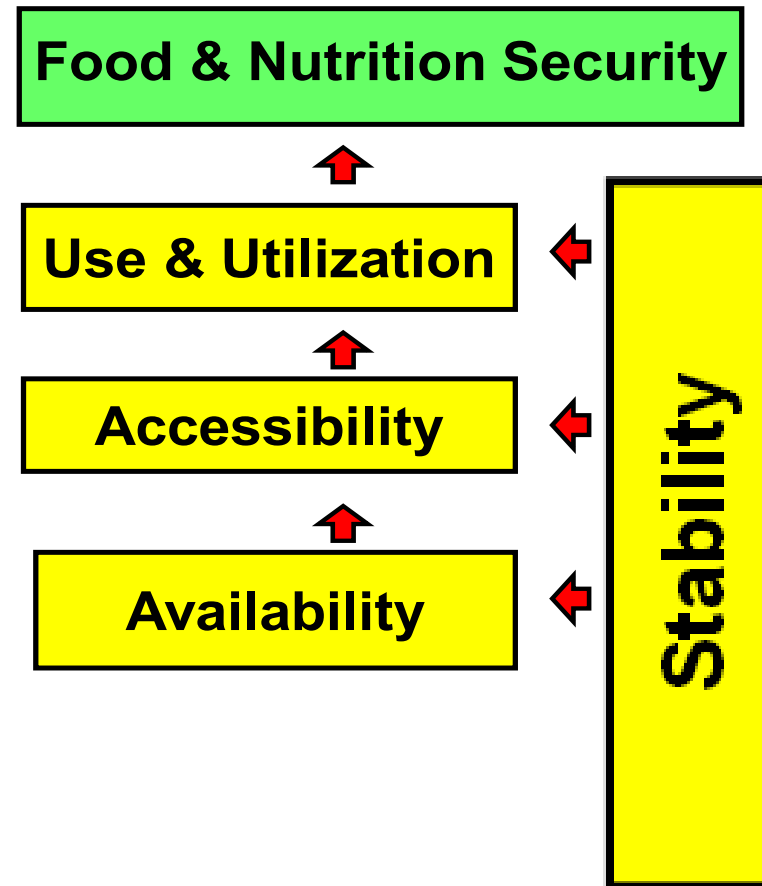 Food & Nutrition Security
Use & Utilization
Accessibility
Availability
Stability